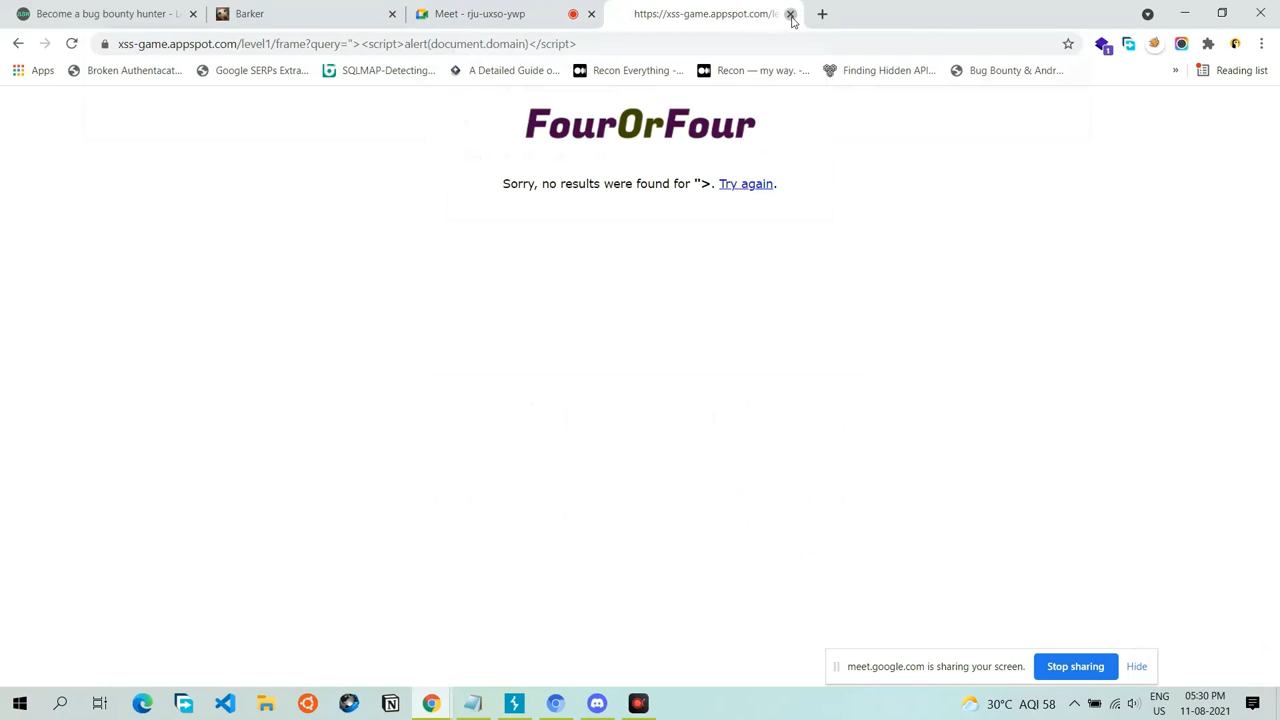 Become a bug bounty hunter - L
Barker
Meet - rju-uxso-ywp
https://xss-game.appspot.com/le
xss-game.appspot.com/level1/frame?query="><script>alert(document.domain)</script>
Apps
Broken Authentacat...
Google SERPs Extra...
SQLMAP-Detecting...
A Detailed Guide o...
Recon Everything -...
Recon — my way. -...
Finding Hidden API...
Bug Bounty & Andr...
»
Reading list
1
FourOrFour
Sorry, no results were found for ">. Try again.
meet.google.com is sharing your screen.
Stop sharing
Hide
30°C AQI 58
ENG
US
05:30 PM
11-08-2021